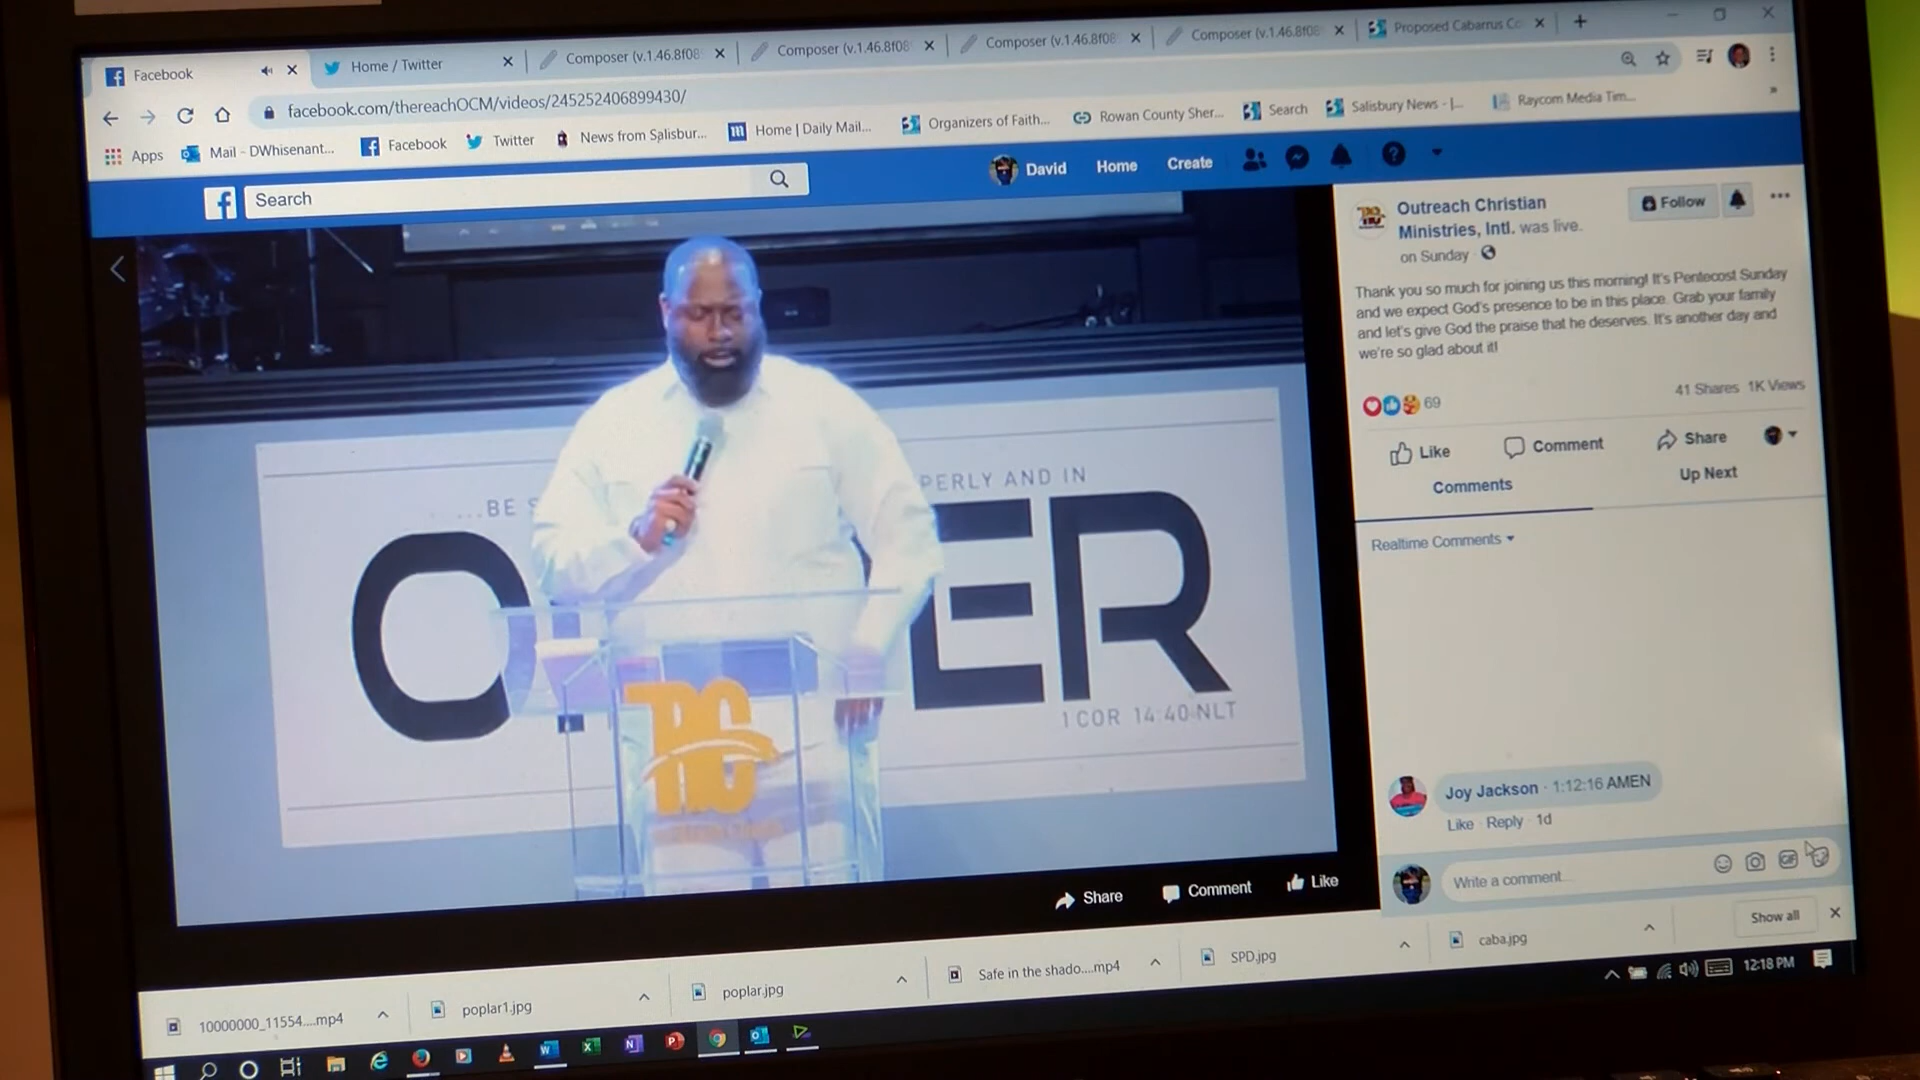 Facebook
Home / Twitter
Composer (v.1.46.8f08
Composer (v.1.46.8f08
Composer (v.1.46.8f08
Composer (v.1.46.8f08
Proposed Cabarrus Co
facebook.com/thereachOCM/videos/245252406899430/
Apps
Mail - DWhisenant...
Facebook
Twitter
News from Salisbur...
Home | Daily Mail...
Organizers of Faith...
Rowan County Sher...
Search
Salisbury News - |...
Raycom Media Tim...
Search
David
Home
Create
Outreach Christian
Ministries, Intl. was live.
on Sunday
Follow
Thank you so much for joining us this morning! It's Pentecost Sunday
and we expect God's presence to be in this place. Grab your family
and let's give God the praise that he deserves. It's another day and
we're so glad about it!
69
41 Shares 1K Views
Like
Comment
Share
Comments
Up Next
Realtime Comments
...BE S
PERLY AND IN
O
ER
1 COR 14:40 NLT
RC
Joy Jackson · 1:12:16 AMEN
Like · Reply · 1d
Write a comment...
GIF
Share
Comment
Like
10000000_11554....mp4
poplar1.jpg
poplar.jpg
Safe in the shado....mp4
SPD.jpg
caba.jpg
Show all
12:18 PM